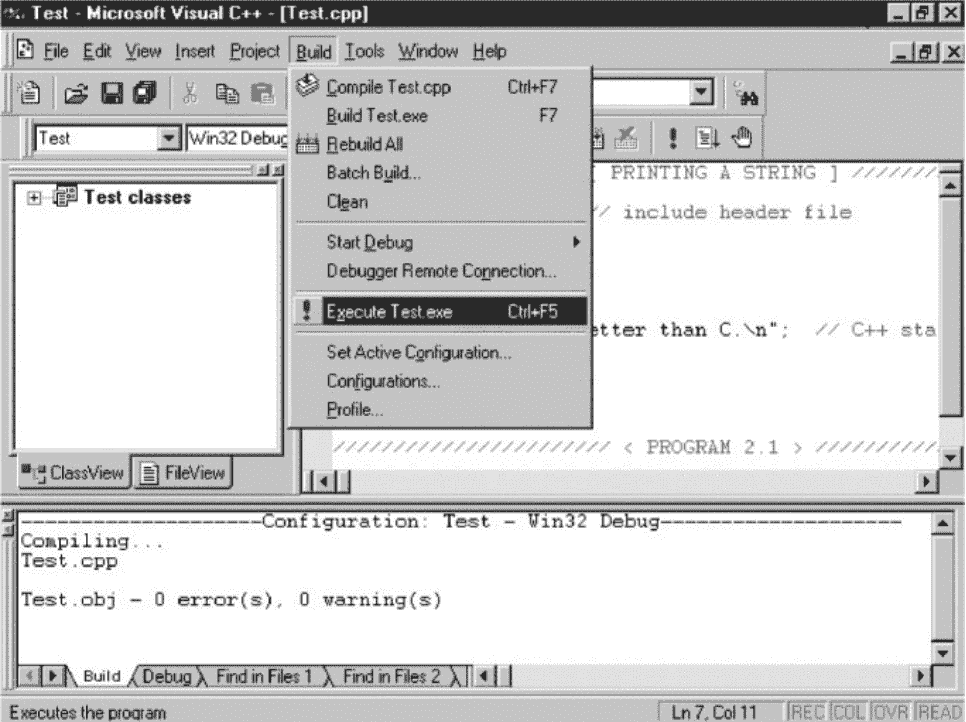 Test - Microsoft Visual C++ - [Test.cpp]
File Edit View Insert Project Build Tools Window Help
Compile Test.cpp Ctrl+F7
Build Test.exe F7
Test Win32 Debug
Rebuild All
Batch Build...
[ PRINTING A STRING ] ////////
Test classes
Clean
// include header file
Start Debug
Debugger Remote Connection...
Execute Test.exe Ctrl+F5
etter than C.\n"; // C++ sta
Set Active Configuration...
Configurations...
Profile...
/////////////////////// < PROGRAM 2.1 > ///////////
ClassView FileView
--------------------Configuration: Test - Win32 Debug--------------------
Compiling...
Test.cpp
Test.obj - 0 error(s), 0 warning(s)
Build Debug Find in Files 1 Find in Files 2
Executes the program Ln 7, Col 11 REC COL OVR READ